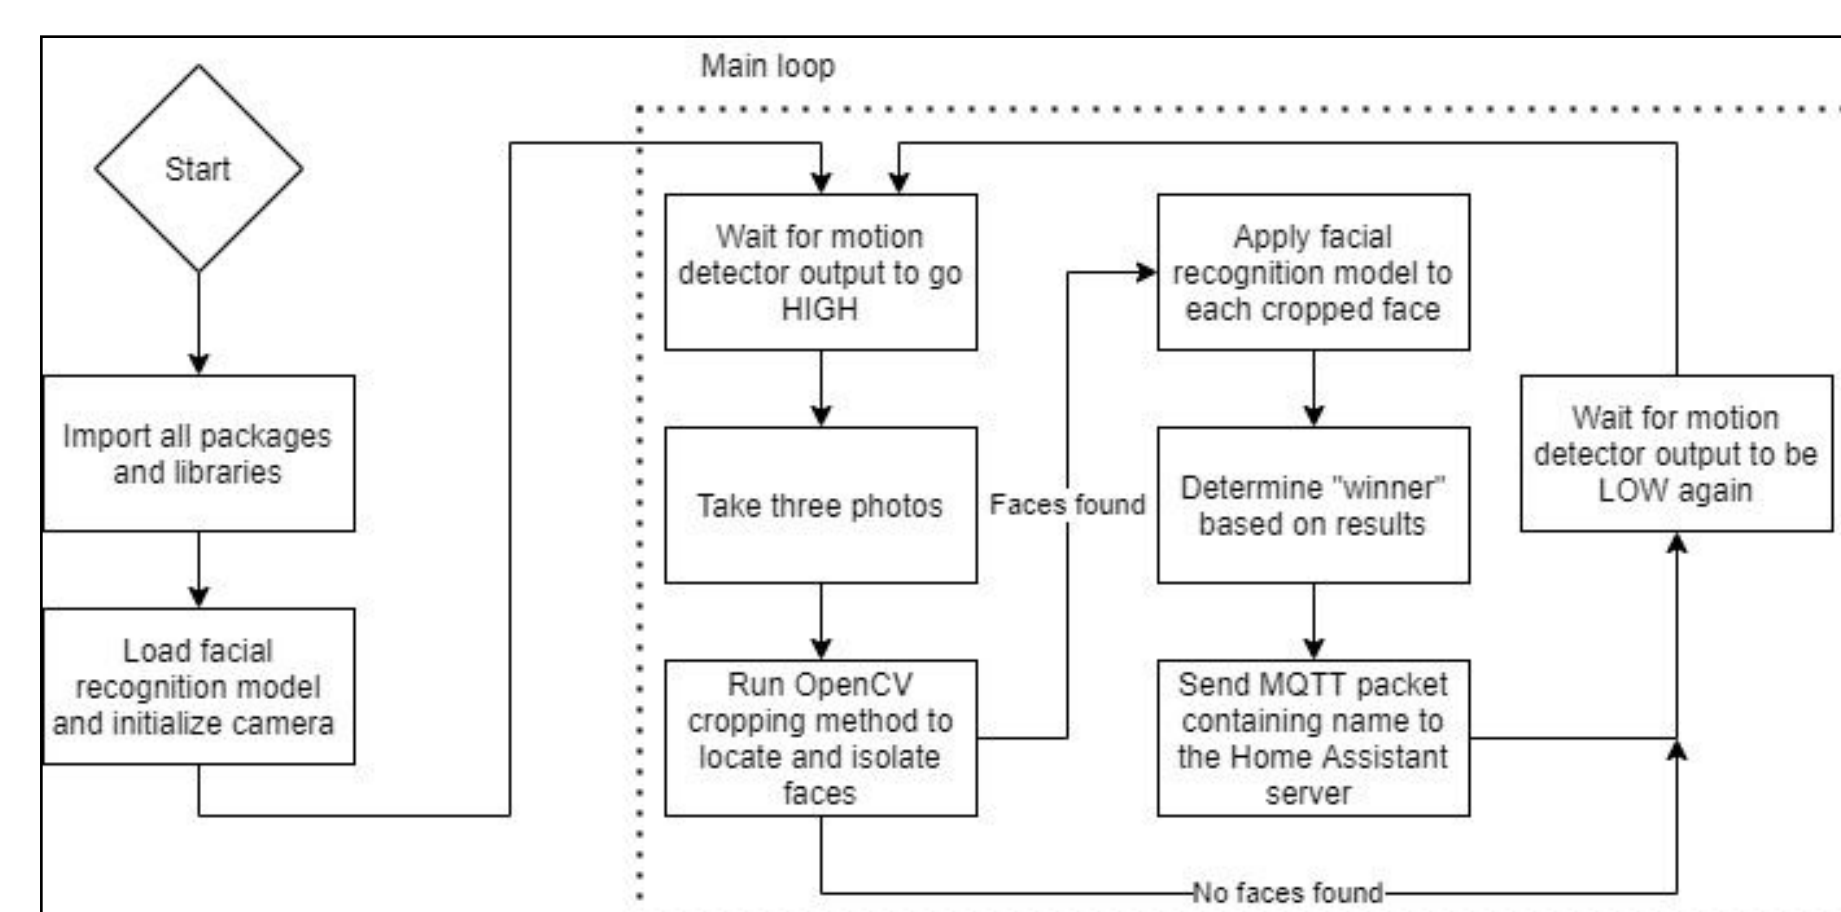 Main loop
Start
Import all packages
and libraries
Load facial
recognition model
and initialize camera
Wait for motion
detector output to go
HIGH
Take three photos
Run OpenCV
cropping method to
locate and isolate
faces
Faces found
No faces found
Apply facial
recognition model to
each cropped face
Determine "winner"
based on results
Send MQTT packet
containing name to
the Home Assistant
server
Wait for motion
detector output to be
LOW again